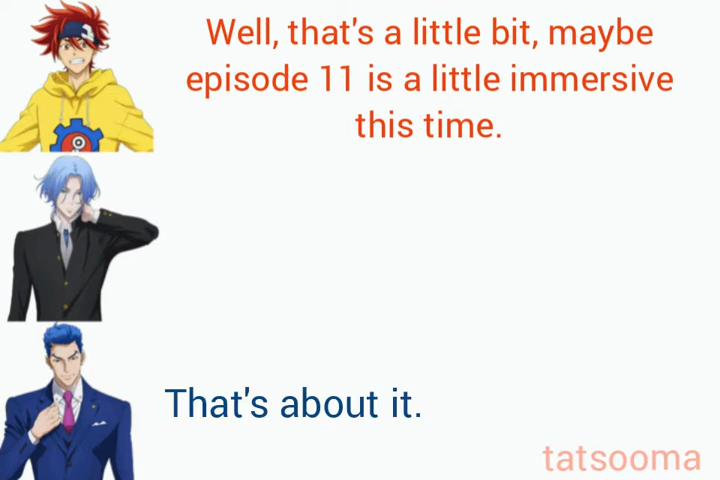 Well, that's a little bit, maybe
episode 11 is a little immersive
this time.
That's about it.
tatsooma